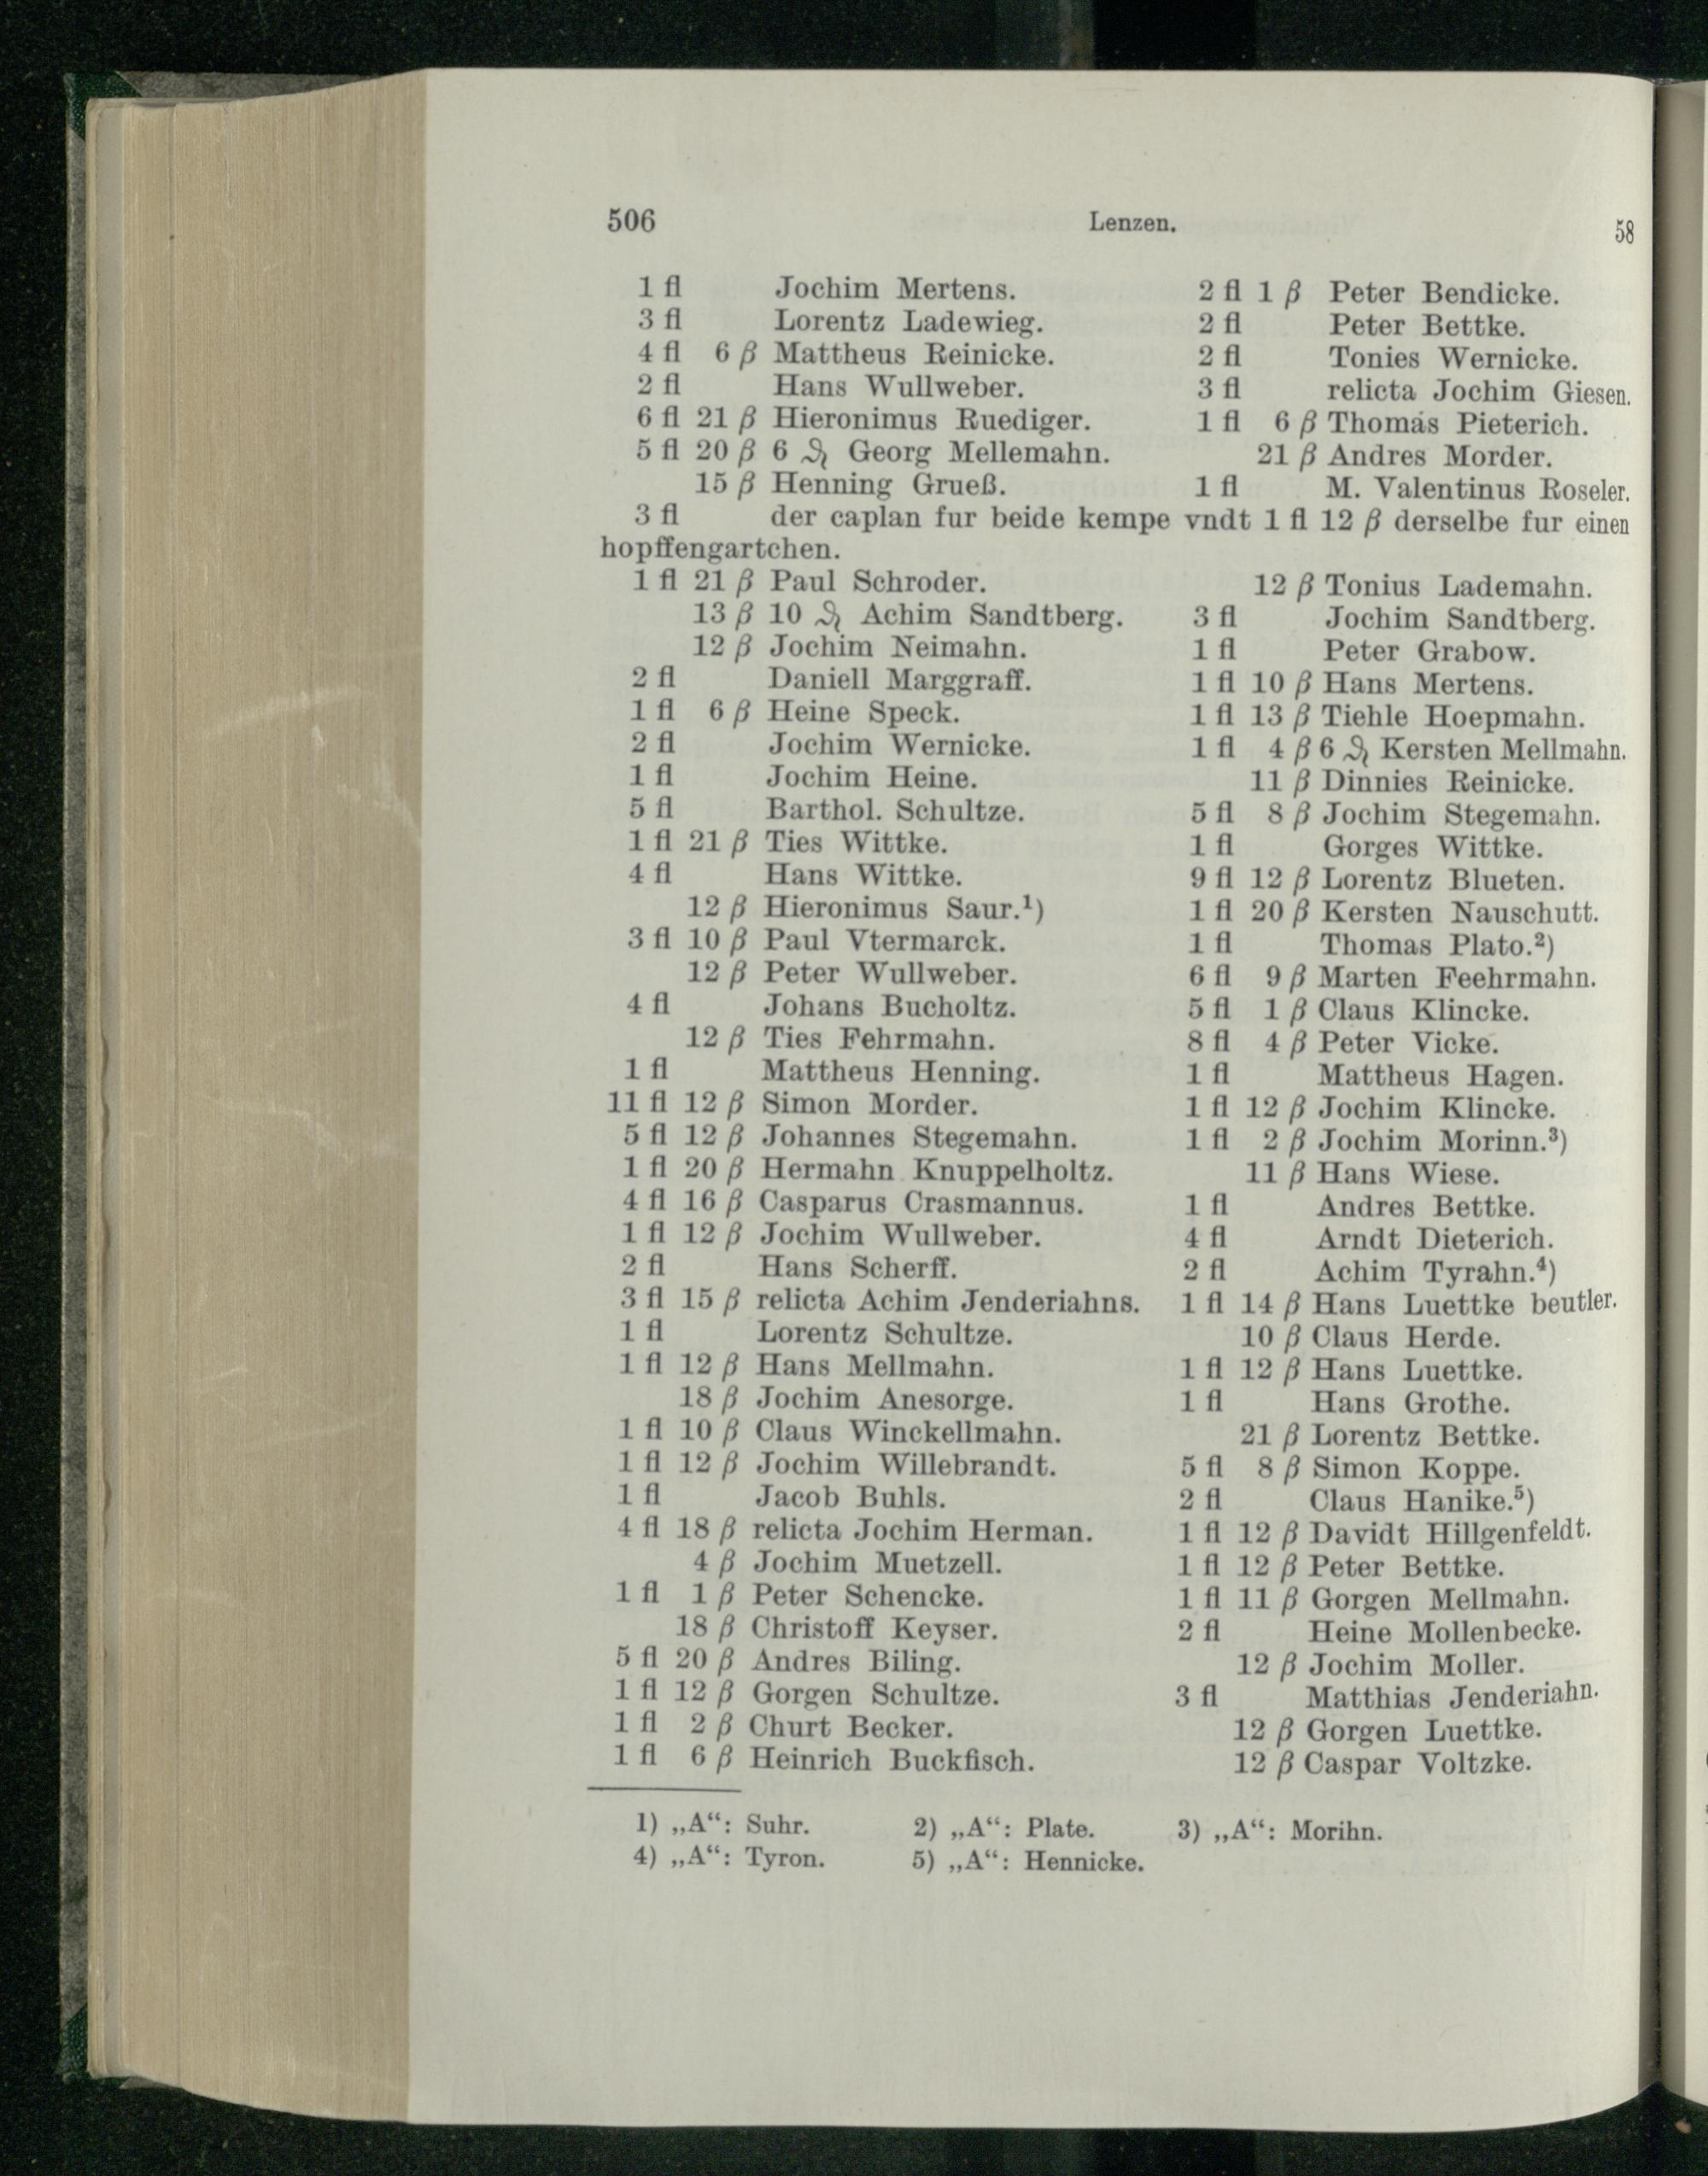 506 Lenzen. 58
1 fl Jochim Mertens. 2 fl 1 β Peter Bendicke.
3 fl Lorentz Ladewieg. 2 fl Peter Bettke.
4 fl 6 β Mattheus Reinicke. 2 fl Tonies Wernicke.
2 fl Hans Wullweber. 3 fl relicta Jochim Giesen.
6 fl 21 β Hieronimus Ruediger. 1 fl 6 β Thomas Pieterich.
5 fl 20 β 6 ₰ Georg Mellemahn. 21 β Andres Morder.
15 β Henning Grueß. 1 fl M. Valentinus Roseler.
3 fl der caplan fur beide kempe vndt 1 fl 12 β derselbe fur einen
hopffengartchen.
1 fl 21 β Paul Schroder. 12 β Tonius Lademahn.
13 β 10 ₰ Achim Sandtberg. 3 fl Jochim Sandtberg.
12 β Jochim Neimahn. 1 fl Peter Grabow.
2 fl Daniell Marggraff. 1 fl 10 β Hans Mertens.
1 fl 6 β Heine Speck. 1 fl 13 β Tiehle Hoepmahn.
2 fl Jochim Wernicke. 1 fl 4 β 6 ₰ Kersten Mellmahn.
1 fl Jochim Heine. 11 β Dinnies Reinicke.
5 fl Barthol. Schultze. 5 fl 8 β Jochim Stegemahn.
1 fl 21 β Ties Wittke. 1 fl Gorges Wittke.
4 fl Hans Wittke. 9 fl 12 β Lorentz Blueten.
12 β Hieronimus Saur.¹) 1 fl 20 β Kersten Nauschutt.
3 fl 10 β Paul Vtermarck. 1 fl Thomas Plato.²)
12 β Peter Wullweber. 6 fl 9 β Marten Feehrmahn.
4 fl Johans Bucholtz. 5 fl 1 β Claus Klincke.
12 β Ties Fehrmahn. 8 fl 4 β Peter Vicke.
1 fl Mattheus Henning. 1 fl Mattheus Hagen.
11 fl 12 β Simon Morder. 1 fl 12 β Jochim Klincke.
5 fl 12 β Johannes Stegemahn. 1 fl 2 β Jochim Morinn.³)
1 fl 20 β Hermahn Knuppelholtz. 11 β Hans Wiese.
4 fl 16 β Casparus Crasmannus. 1 fl Andres Bettke.
1 fl 12 β Jochim Wullweber. 4 fl Arndt Dieterich.
2 fl Hans Scherff. 2 fl Achim Tyrahn.⁴)
3 fl 15 β relicta Achim Jenderiahns. 1 fl 14 β Hans Luettke beutler.
1 fl Lorentz Schultze. 10 β Claus Herde.
1 fl 12 β Hans Mellmahn. 1 fl 12 β Hans Luettke.
18 β Jochim Anesorge. 1 fl Hans Grothe.
1 fl 10 β Claus Winckellmahn. 21 β Lorentz Bettke.
1 fl 12 β Jochim Willebrandt. 5 fl 8 β Simon Koppe.
1 fl Jacob Buhls. 2 fl Claus Hanike.⁵)
4 fl 18 β relicta Jochim Herman. 1 fl 12 β Davidt Hillgenfeldt.
4 β Jochim Muetzell. 1 fl 12 β Peter Bettke.
1 fl 1 β Peter Schencke. 1 fl 11 β Gorgen Mellmahn.
18 β Christoff Keyser. 2 fl Heine Mollenbecke.
5 fl 20 β Andres Biling. 12 β Jochim Moller.
1 fl 12 β Gorgen Schultze. 3 fl Matthias Jenderiahn.
1 fl 2 β Churt Becker. 12 β Gorgen Luettke.
1 fl 6 β Heinrich Buckfisch. 12 β Caspar Voltzke.
1) „A“: Suhr. 2) „A“: Plate. 3) „A“: Morihn.
4) „A“: Tyron. 5) „A“: Hennicke.